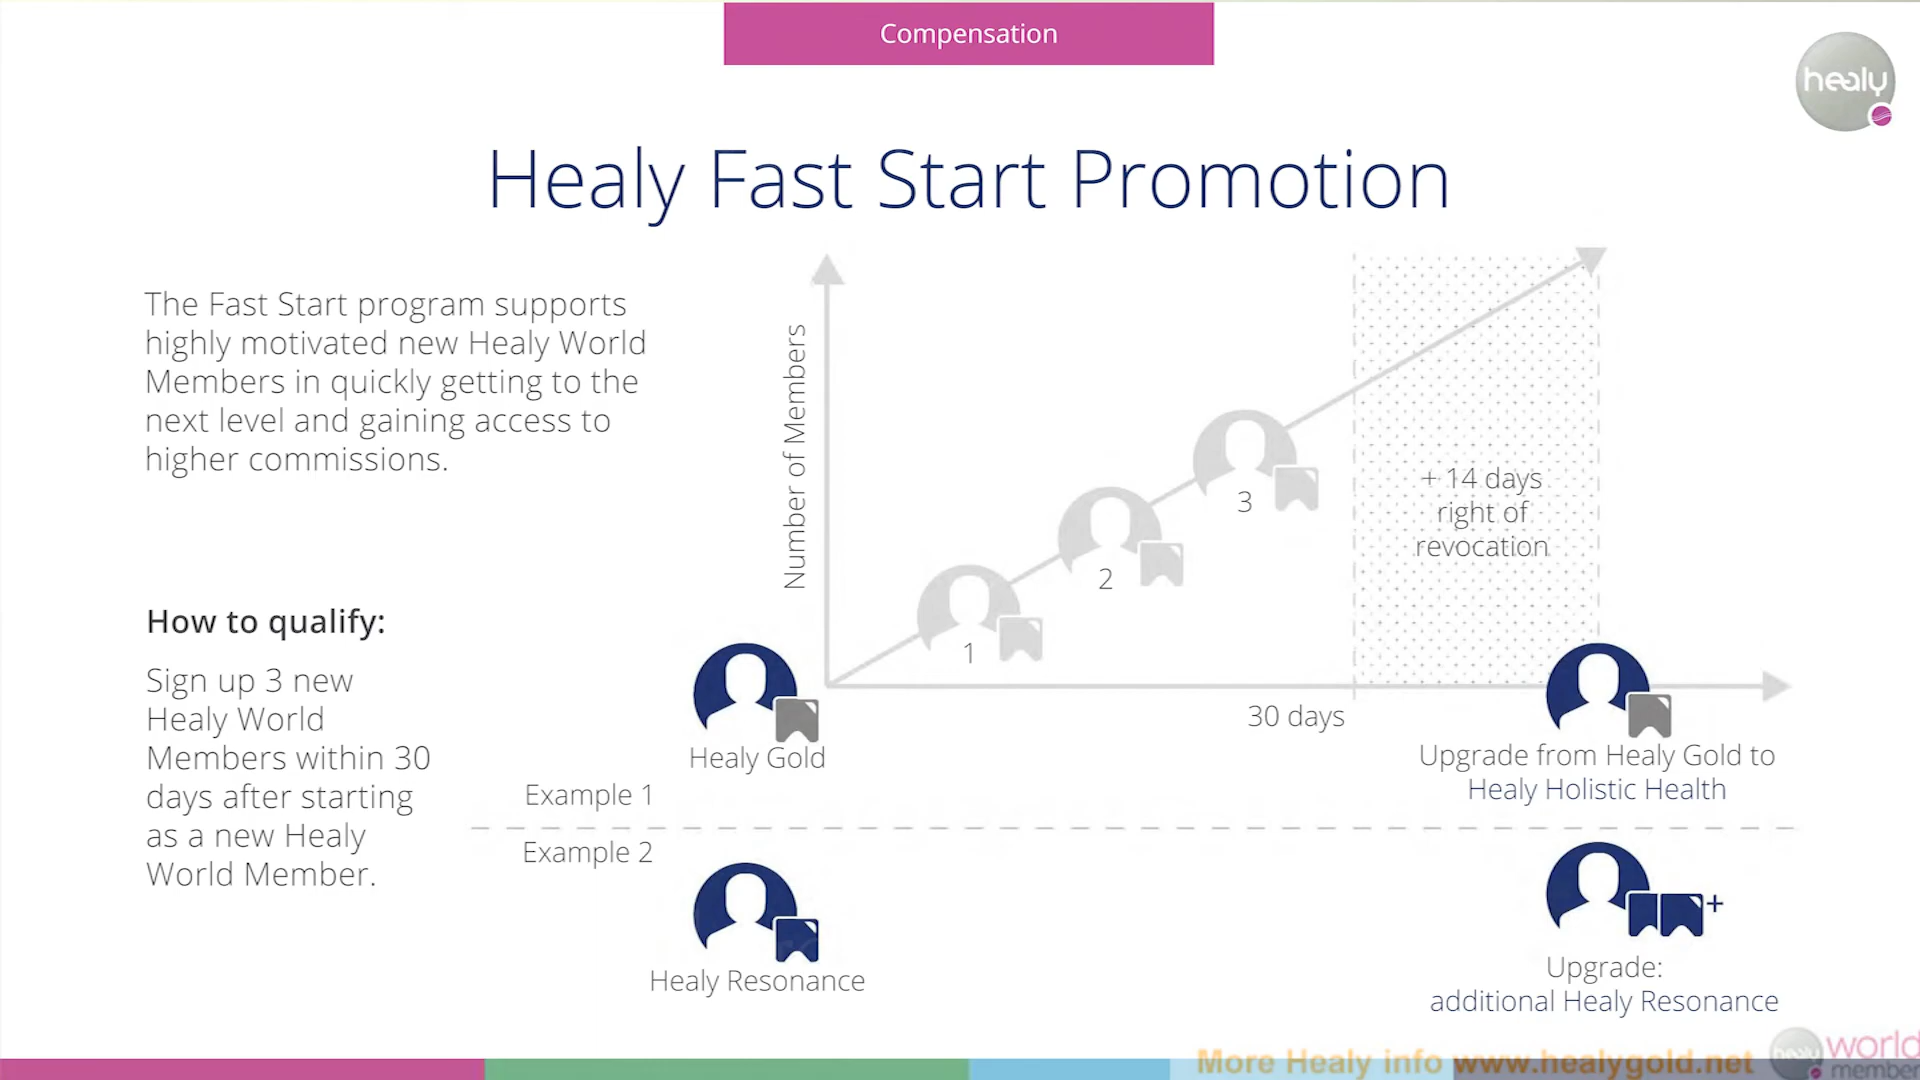 Compensation
healy
Healy Fast Start Promotion
The Fast Start program supports
highly motivated new Healy World
Members in quickly getting to the
next level and gaining access to
higher commissions.
How to qualify:
Sign up 3 new
Healy World
Members within 30
days after starting
as a new Healy
World Member.
Number of Members
1
2
3
+ 14 days
right of
revocation
30 days
Healy Gold
Upgrade from Healy Gold to
Healy Holistic Health
Example 1
Example 2
Healy Resonance
+
Upgrade:
additional Healy Resonance
More Healy info www.healygold.net
healy world
member